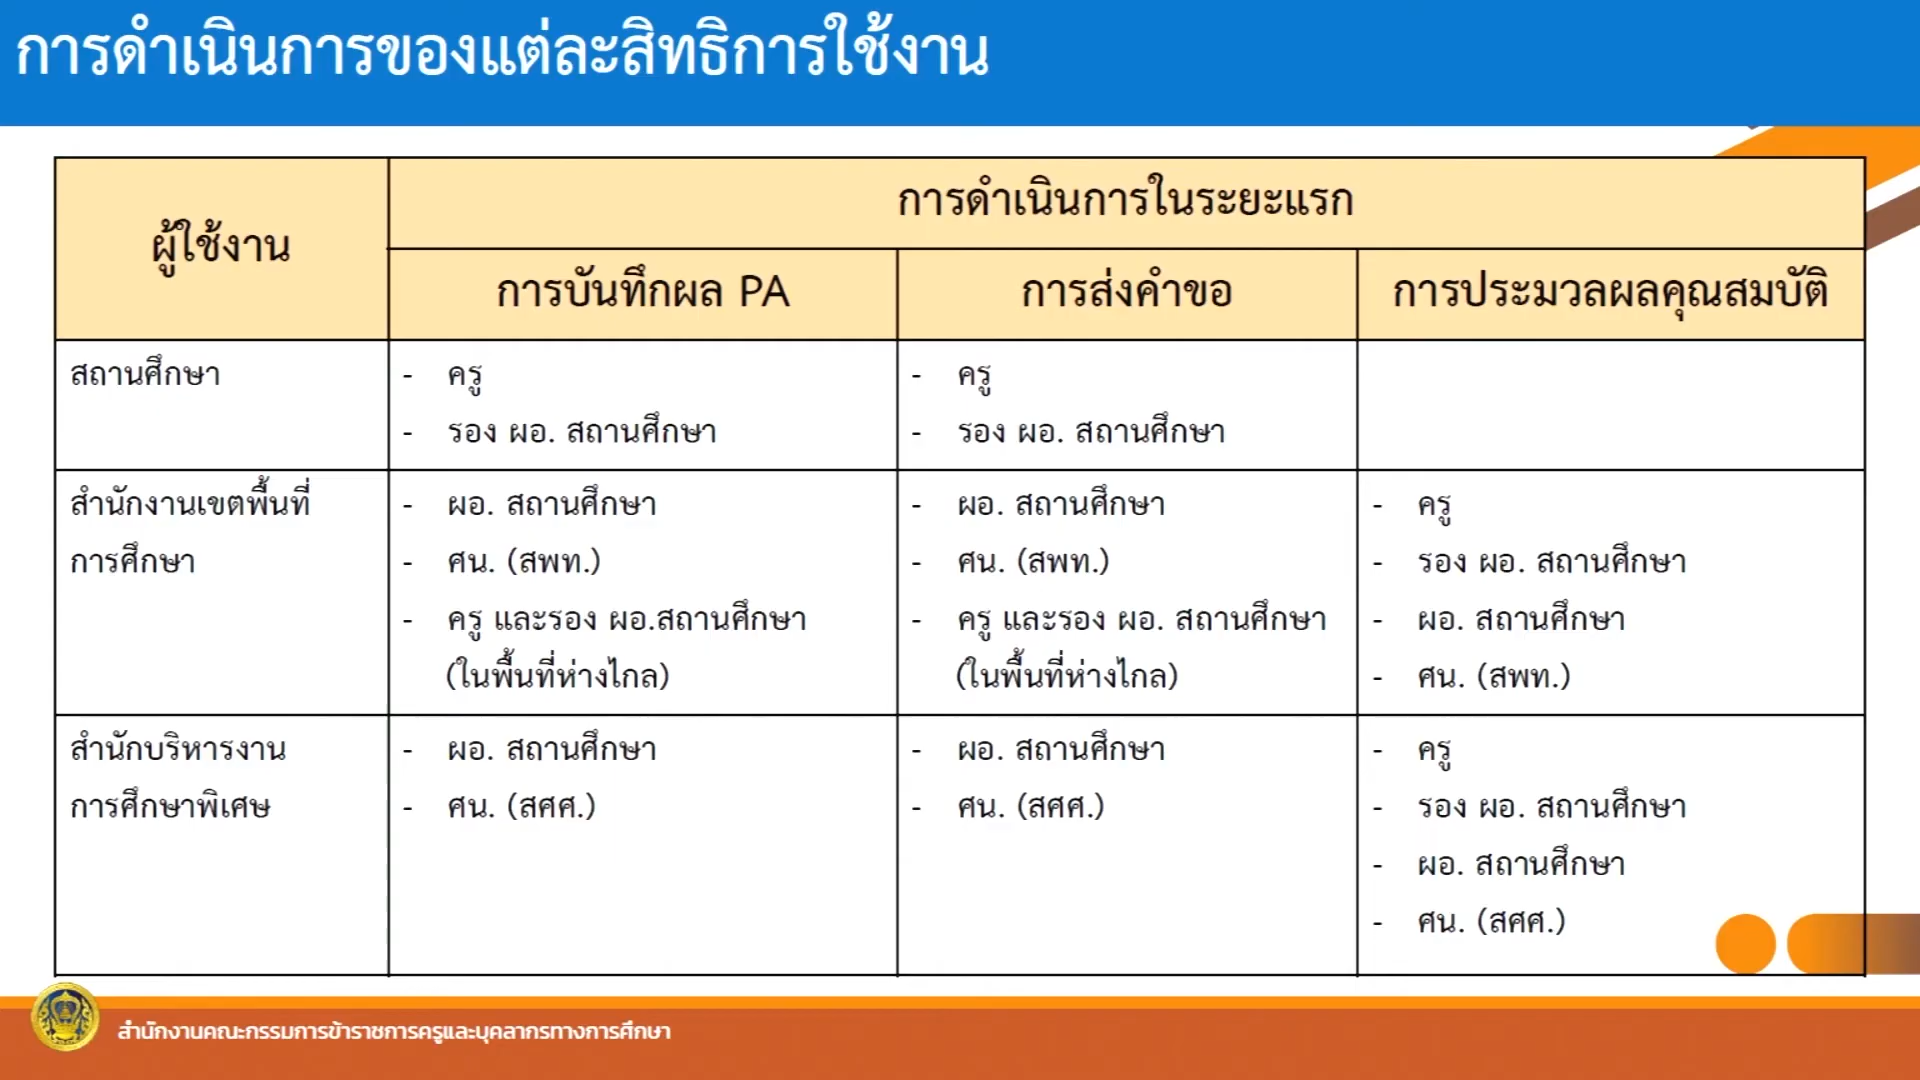 การดำเนินการของแต่ละสิทธิการใช้งาน
ผู้ใช้งาน
การดำเนินการในระยะแรก
การบันทึกผล PA
การส่งคำขอ
การประมวลผลคุณสมบัติ
สถานศึกษา
- ครู
- รอง ผอ. สถานศึกษา
- ครู
- รอง ผอ. สถานศึกษา
สำนักงานเขตพื้นที่
การศึกษา
- ผอ. สถานศึกษา
- ศน. (สพท.)
- ครู และรอง ผอ.สถานศึกษา
(ในพื้นที่ห่างไกล)
- ผอ. สถานศึกษา
- ศน. (สพท.)
- ครู และรอง ผอ. สถานศึกษา
(ในพื้นที่ห่างไกล)
- ครู
- รอง ผอ. สถานศึกษา
- ผอ. สถานศึกษา
- ศน. (สพท.)
สำนักบริหารงาน
การศึกษาพิเศษ
- ผอ. สถานศึกษา
- ศน. (สศศ.)
- ผอ. สถานศึกษา
- ศน. (สศศ.)
- ครู
- รอง ผอ. สถานศึกษา
- ผอ. สถานศึกษา
- ศน. (สศศ.)
สำนักงานคณะกรรมการข้าราชการครูและบุคลากรทางการศึกษา